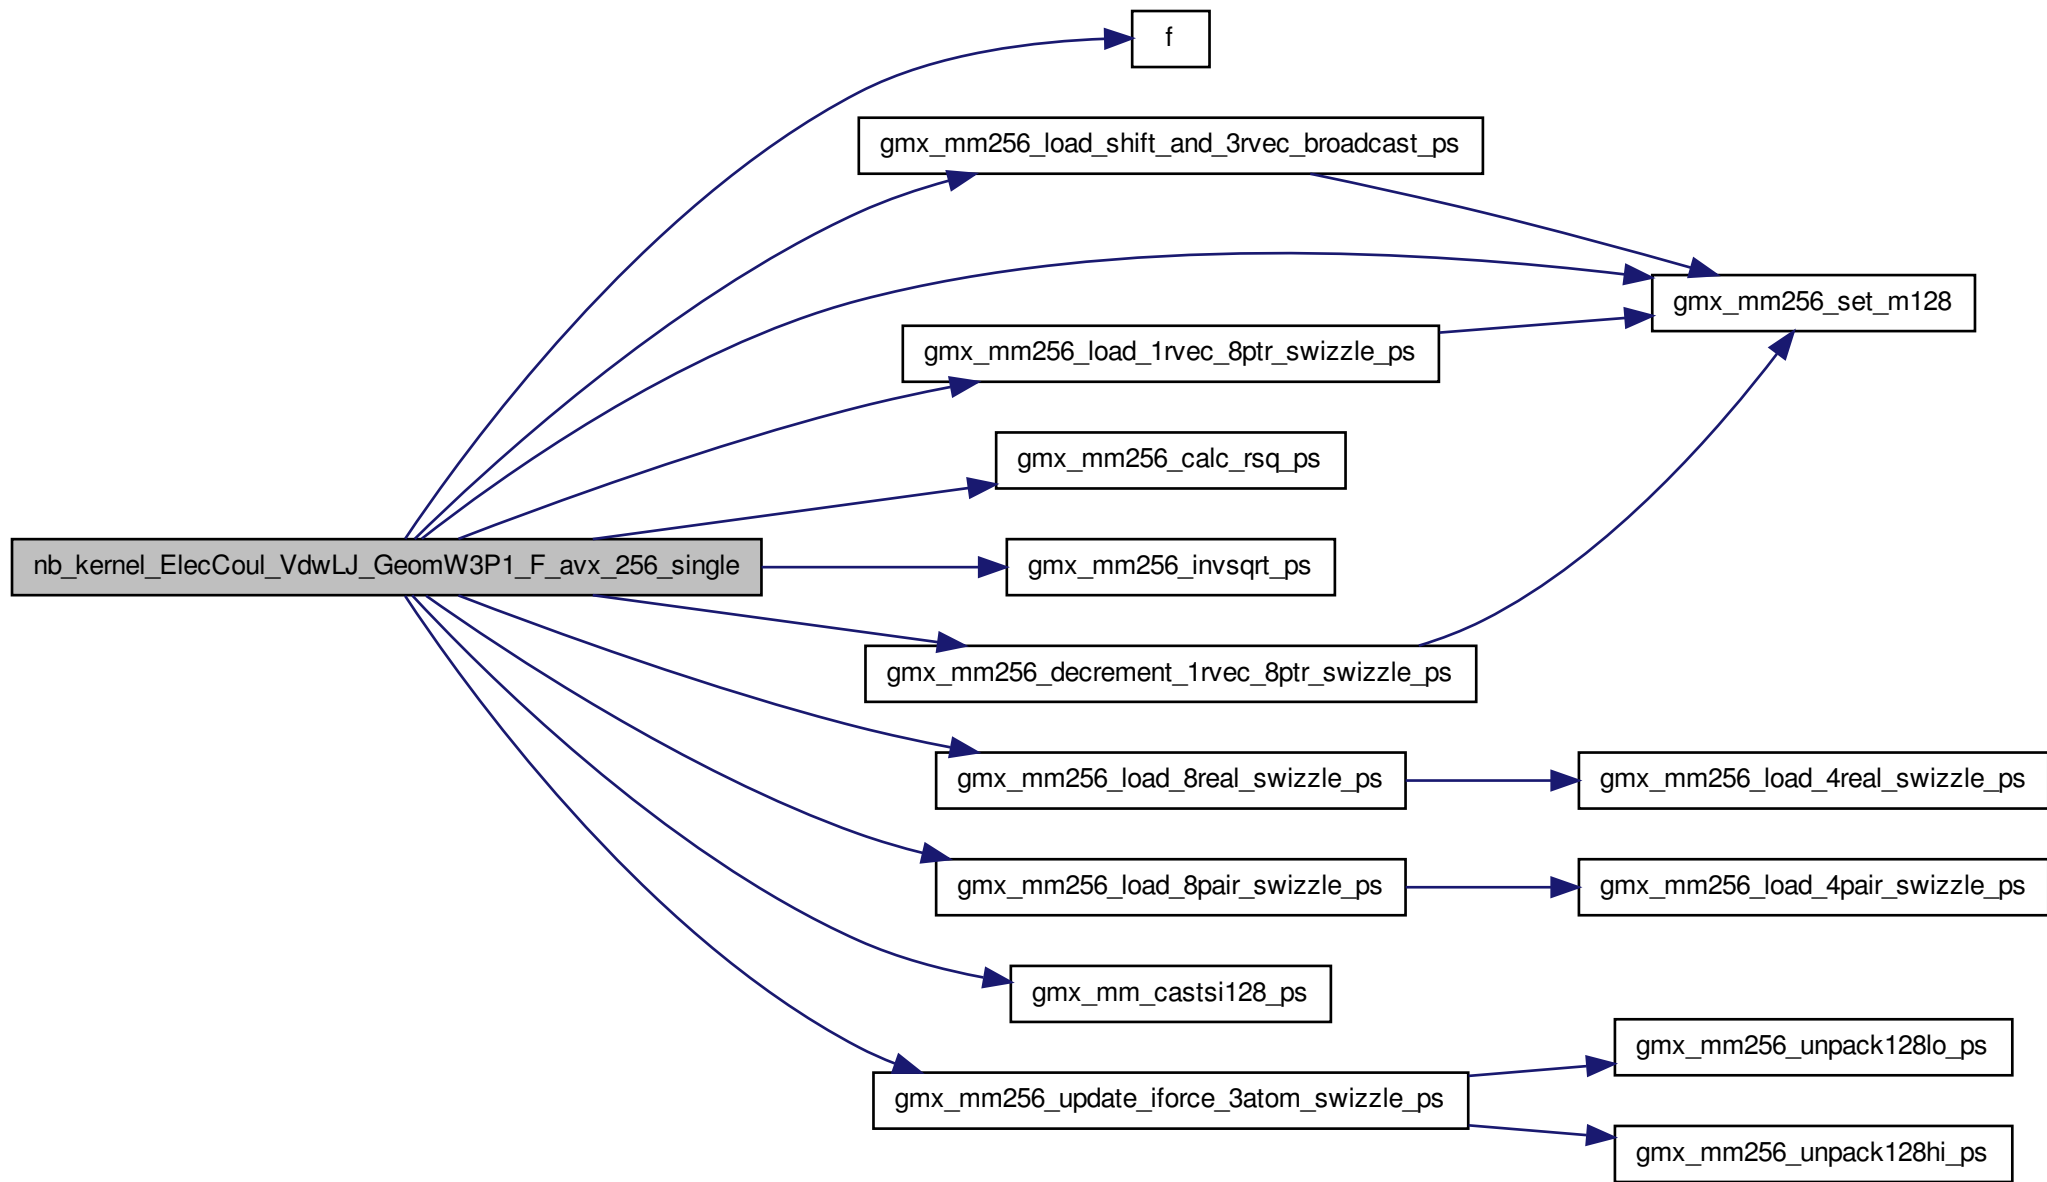 f
gmx_mm256_load_shift_and_3rvec_broadcast_ps
gmx_mm256_set_m128
gmx_mm256_load_1rvec_8ptr_swizzle_ps
gmx_mm256_calc_rsq_ps
nb_kernel_ElecCoul_VdwLJ_GeomW3P1_F_avx_256_single
gmx_mm256_invsqrt_ps
gmx_mm256_decrement_1rvec_8ptr_swizzle_ps
gmx_mm256_load_8real_swizzle_ps
gmx_mm256_load_4real_swizzle_ps
gmx_mm256_load_8pair_swizzle_ps
gmx_mm256_load_4pair_swizzle_ps
gmx_mm_castsi128_ps
gmx_mm256_unpack128lo_ps
gmx_mm256_update_iforce_3atom_swizzle_ps
gmx_mm256_unpack128hi_ps